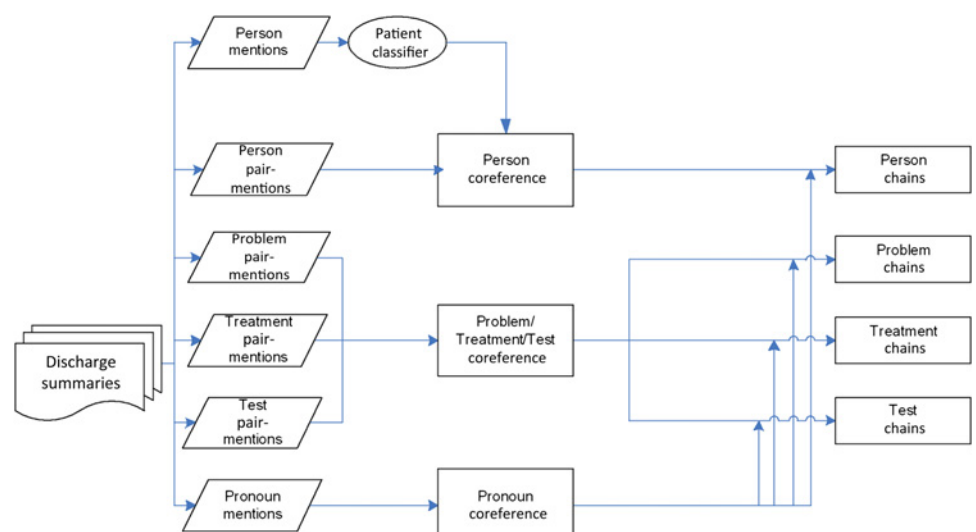 Person
mentions
Patient
classifier
Person
pair-
mentions
Person
coreference
Person
chains
Problem
pair-
mentions
Problem
chains
Discharge
summaries
Treatment
pair-
mentions
Problem/
Treatment/Test
coreference
Treatment
chains
Test
pair-
mentions
Test
chains
Pronoun
mentions
Pronoun
coreference